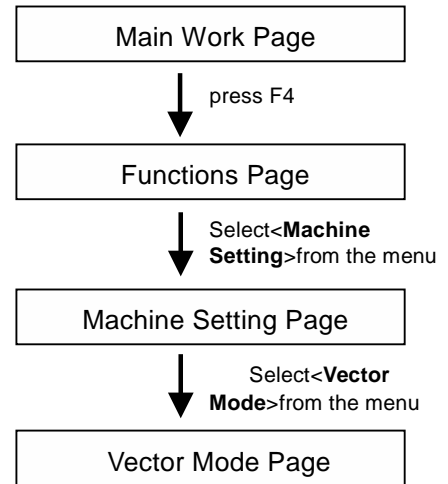 Main Work Page
press F4
Functions Page
Select<Machine
Setting>from the menu
Machine Setting Page
Select<Vector
Mode>from the menu
Vector Mode Page